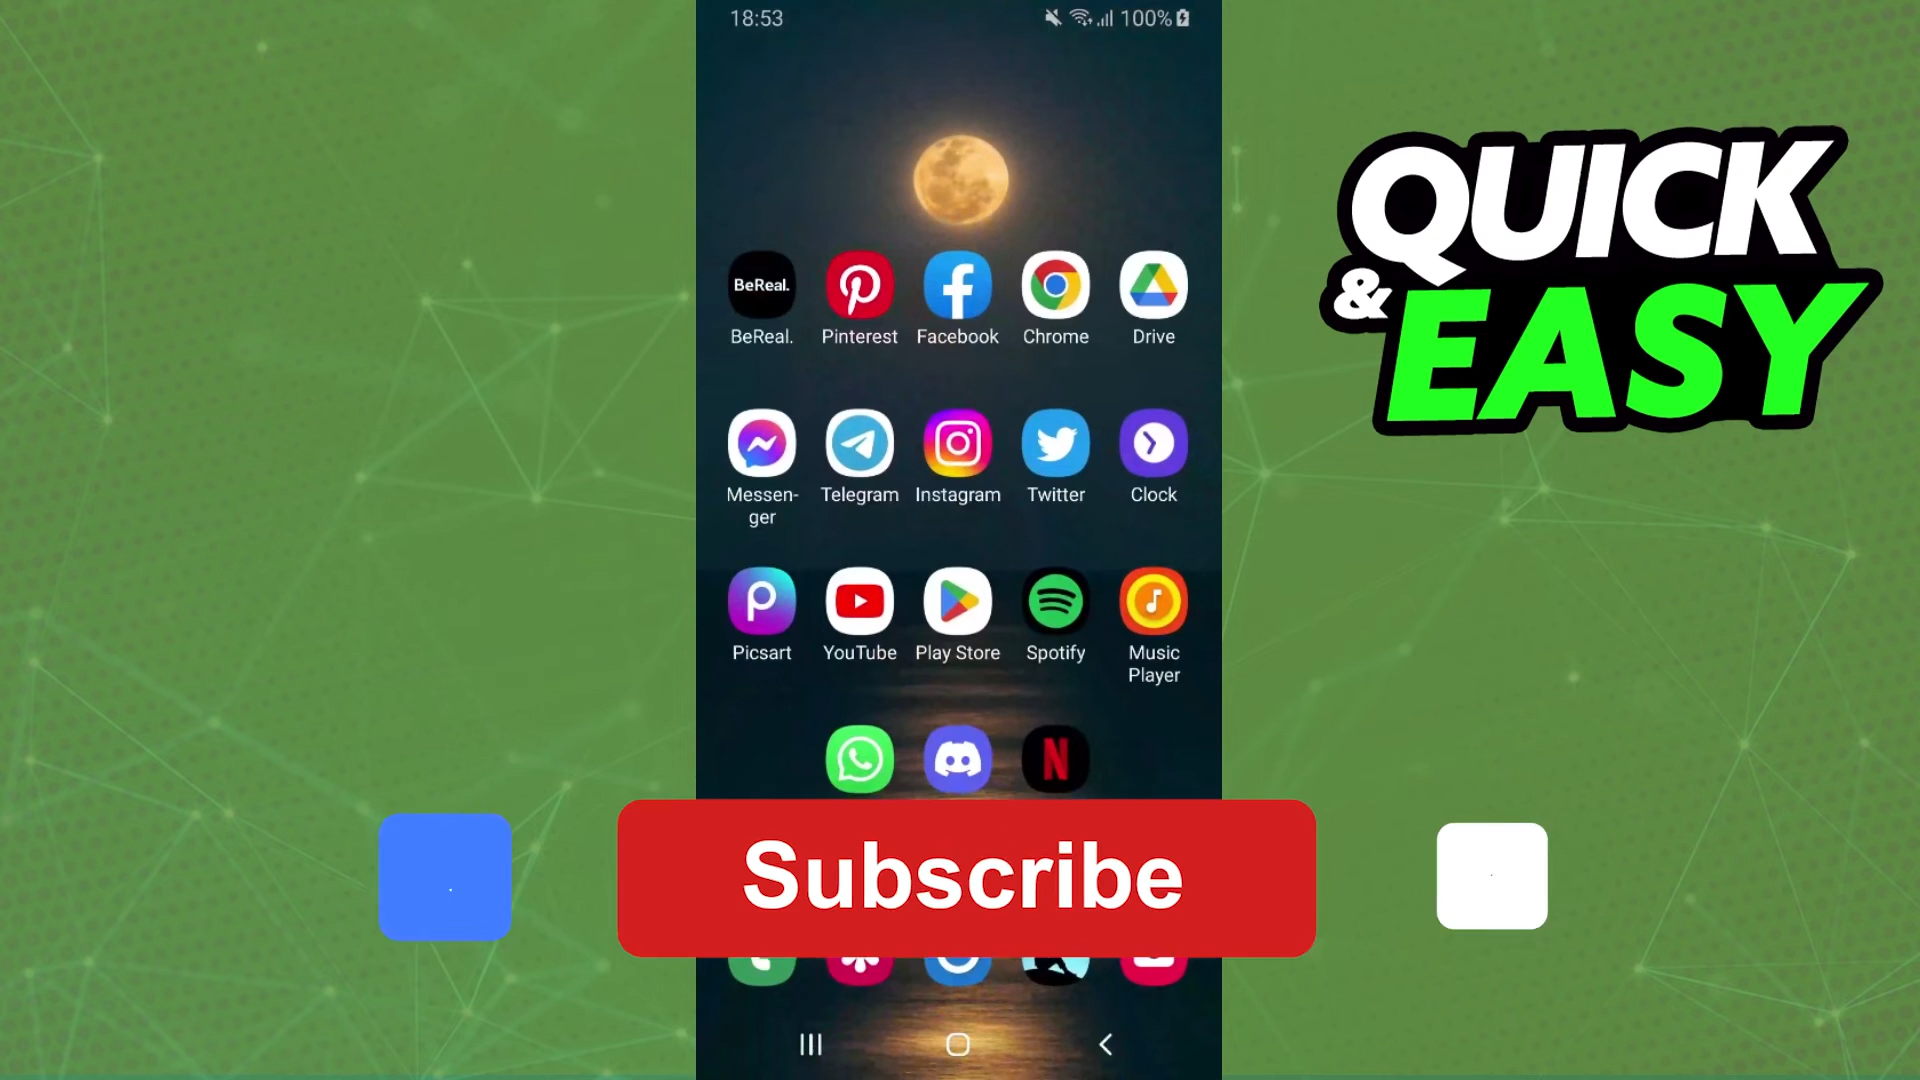 18:53 100%
QUICK
& EASY
BeReal.
BeReal. Pinterest Facebook Chrome Drive
Messen-
ger Telegram Instagram Twitter Clock
Picsart YouTube Play Store Spotify Music
Player
N
Subscribe